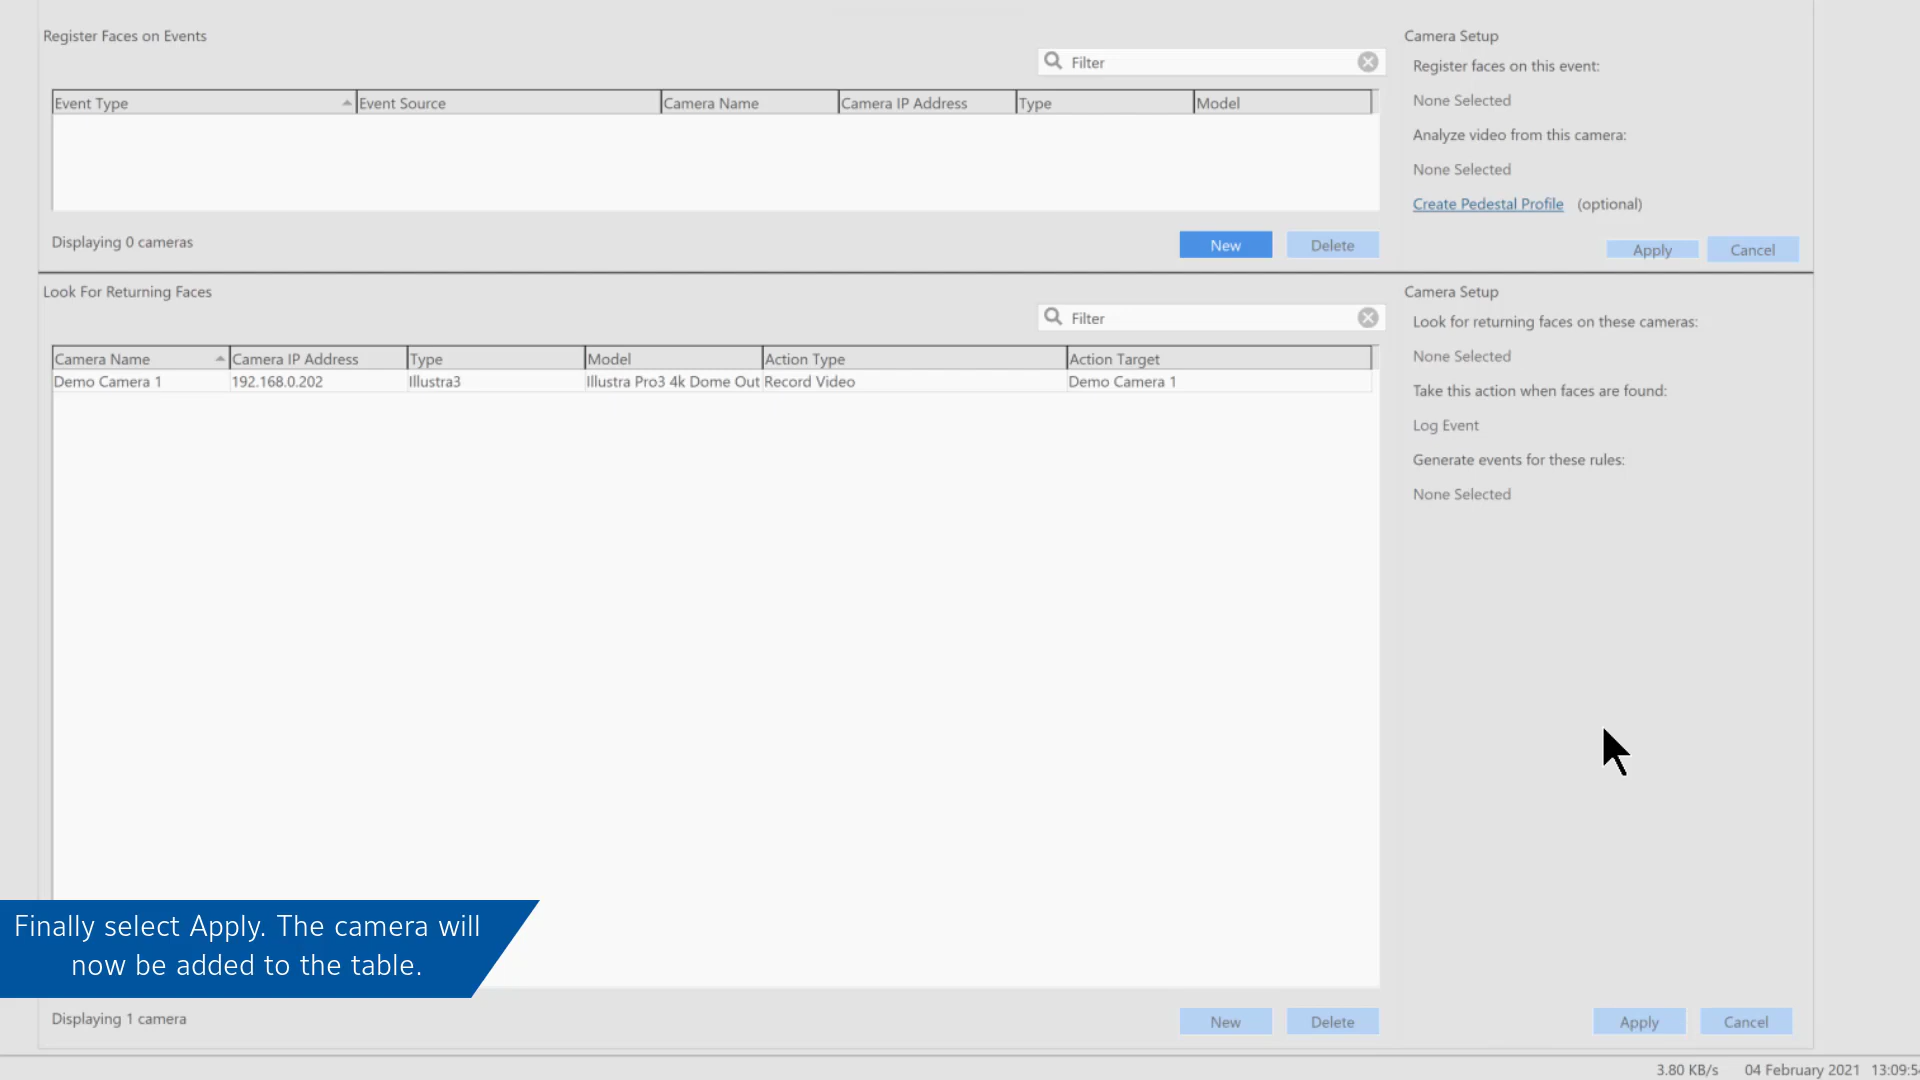 Register Faces on Events
Filter
Event Type Event Source Camera Name Camera IP Address Type Model
Displaying 0 cameras
New Delete
Camera Setup
Register faces on this event:
None Selected
Analyze video from this camera:
None Selected
Create Pedestal Profile (optional)
Apply Cancel
Look For Returning Faces
Filter
Camera Name Camera IP Address Type Model Action Type Action Target
Demo Camera 1 192.168.0.202 Illustra3 Illustra Pro3 4k Dome Out Record Video Demo Camera 1
Camera Setup
Look for returning faces on these cameras:
None Selected
Take this action when faces are found:
Log Event
Generate events for these rules:
None Selected
Finally select Apply. The camera will
now be added to the table.
Displaying 1 camera
New Delete
Apply Cancel
3.80 KB/s 04 February 2021